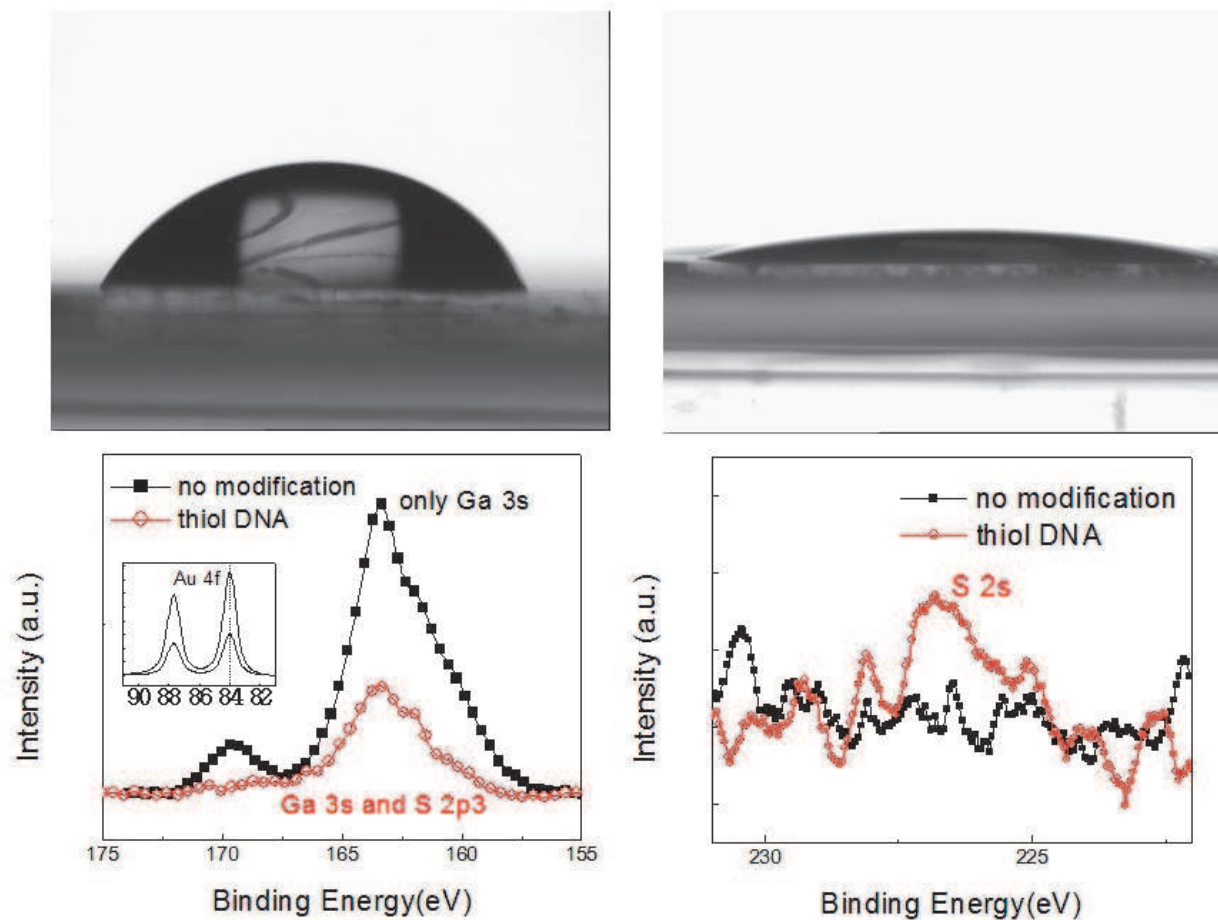 no modification
thiol DNA
only Ga 3s
Au 4f
90 88 86 84 82
Ga 3s and S 2p3
Intensity (a.u.)
175 170 165 160 155
Binding Energy(eV)
no modification
thiol DNA
S 2s
Intensity (a.u.)
230 225
Binding Energy(eV)